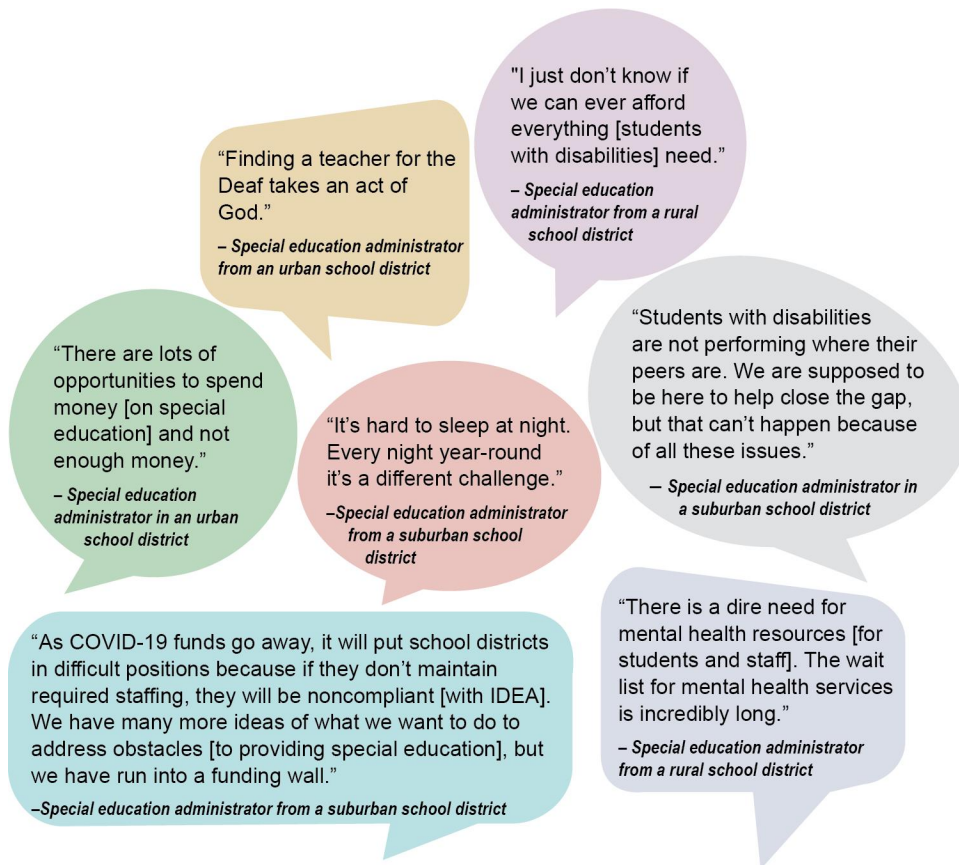 "I just don’t know if
we can ever afford
everything [students
with disabilities] need.”
– Special education
administrator from a rural
school district
“Finding a teacher for the
Deaf takes an act of
God.”
– Special education administrator
from an urban school district
“There are lots of
opportunities to spend
money [on special
education] and not
enough money.”
– Special education
administrator in an urban
school district
“It’s hard to sleep at night.
Every night year-round
it’s a different challenge.”
–Special education administrator
from a suburban school
district
“Students with disabilities
are not performing where their
peers are. We are supposed to
be here to help close the gap,
but that can’t happen because
of all these issues.”
— Special education administrator in
a suburban school district
“As COVID-19 funds go away, it will put school districts
in difficult positions because if they don’t maintain
required staffing, they will be noncompliant [with IDEA].
We have many more ideas of what we want to do to
address obstacles [to providing special education], but
we have run into a funding wall.”
–Special education administrator from a suburban school district
“There is a dire need for
mental health resources [for
students and staff]. The wait
list for mental health services
is incredibly long.”
– Special education administrator
from a rural school district